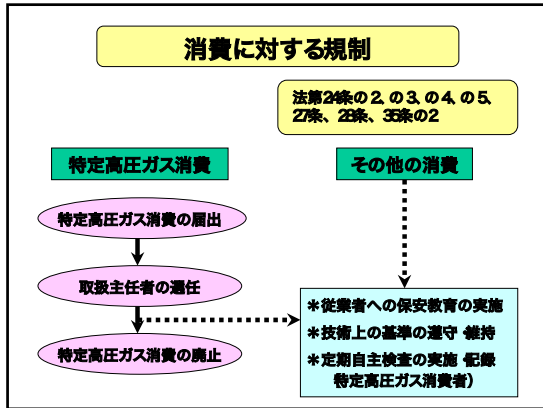 消費に対する規制
法第24条の2、の3、の4、の5、
27条、28条、35条の2
特定高圧ガス消費
その他の消費
特定高圧ガス消費の届出
取扱主任者の選任
特定高圧ガス消費の廃止
*従業者への保安教育の実施
*技術上の基準の遵守・維持
*定期自主検査の実施・記録
特定高圧ガス消費者)